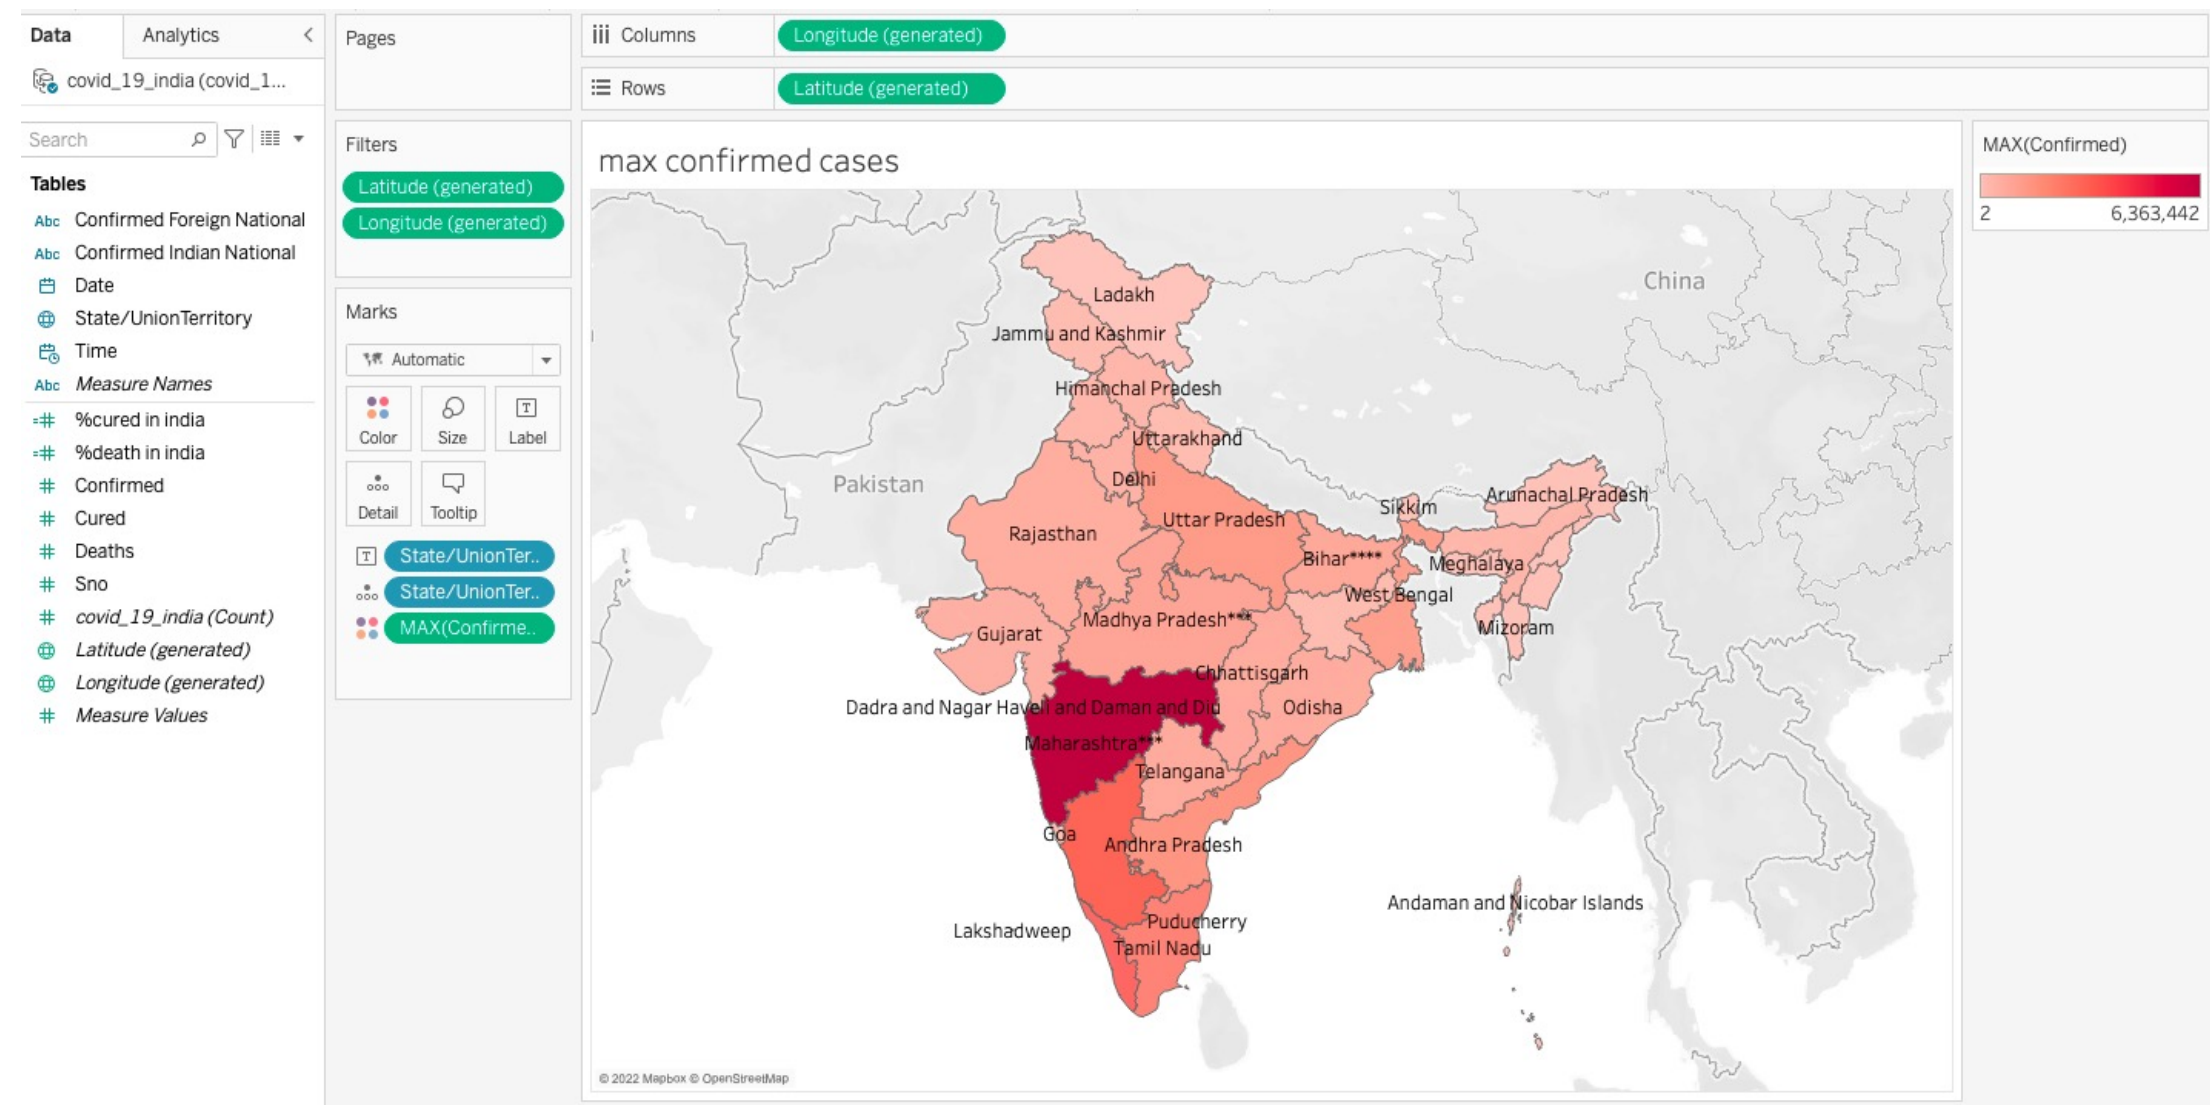 Data
Analytics
covid_19_india (covid_1...
Search
Tables
Abc Confirmed Foreign National
Abc Confirmed Indian National
Date
State/UnionTerritory
Time
Abc Measure Names
=# %cured in india
=# %death in india
# Confirmed
# Cured
# Deaths
# Sno
# covid_19_india (Count)
Latitude (generated)
Longitude (generated)
# Measure Values
Pages
Filters
Latitude (generated)
Longitude (generated)
Marks
Automatic
Color
Size
T
Label
Detail
Tooltip
T State/UnionTer..
State/UnionTer..
MAX(Confirme..
Columns
Longitude (generated)
Rows
Latitude (generated)
max confirmed cases
China
Ladakh
Jammu and Kashmir
Himanchal Pradesh
Uttarakhand
Delhi
Pakistan
Arunachal Pradesh
Sikkim
Uttar Pradesh
Rajasthan
Bihar****
Meghalaya
West Bengal
Madhya Pradesh***
Mizoram
Gujarat
Chhattisgarh
Dadra and Nagar Haveli and Daman and Diu
Odisha
Maharashtra***
Telangana
Goa
Andhra Pradesh
Andaman and Nicobar Islands
Puducherry
Lakshadweep
Tamil Nadu
© 2022 Mapbox © OpenStreetMap
MAX(Confirmed)
2 6,363,442